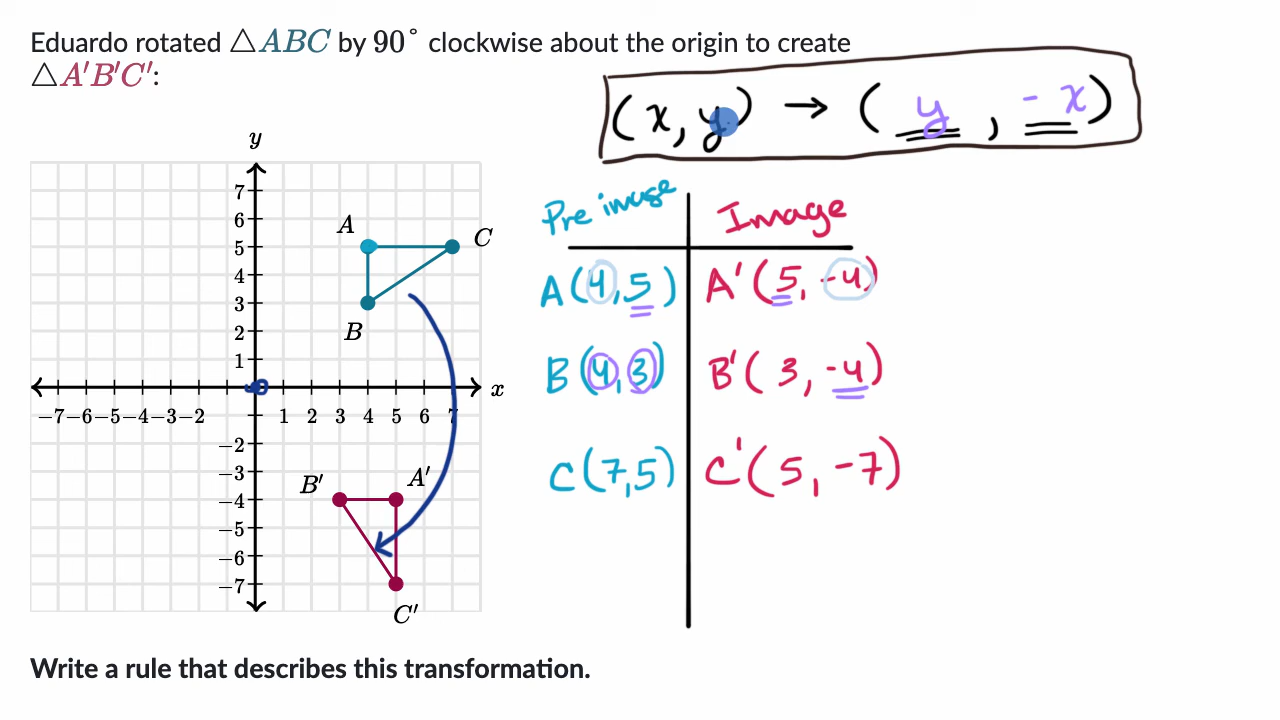 Eduardo rotated △ABC by 90° clockwise about the origin to create
△A′B′C′:
(x, y) → (y, -x)
Pre image Image
A(4,5) A'(5, -4)
B(4,3) B'(3, -4)
C(7,5) C'(5, -7)
y
7
6
5
4
3
2
1
A
C
B
x
−7−6−5−4−3−2
1 2 3 4 5 6 7
−2
−3
−4
−5
−6
−7
B′
A′
C′
Write a rule that describes this transformation.